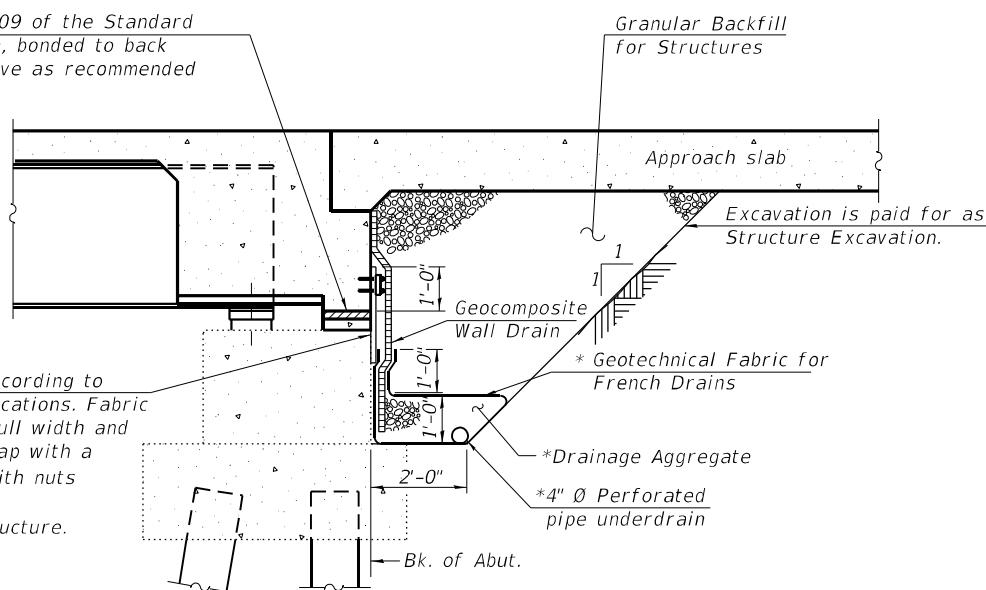 09 of the Standard
, bonded to back
ve as recommended
Granular Backfill
for Structures
Approach slab
Excavation is paid for as
Structure Excavation.
1
1
1'-0"
Geocomposite
Wall Drain
1'-0"
* Geotechnical Fabric for
French Drains
cording to
cations. Fabric
ull width and
ap with a
ith nuts
ucture.
1'-0"
*Drainage Aggregate
2'-0"
*4" Ø Perforated
pipe underdrain
Bk. of Abut.